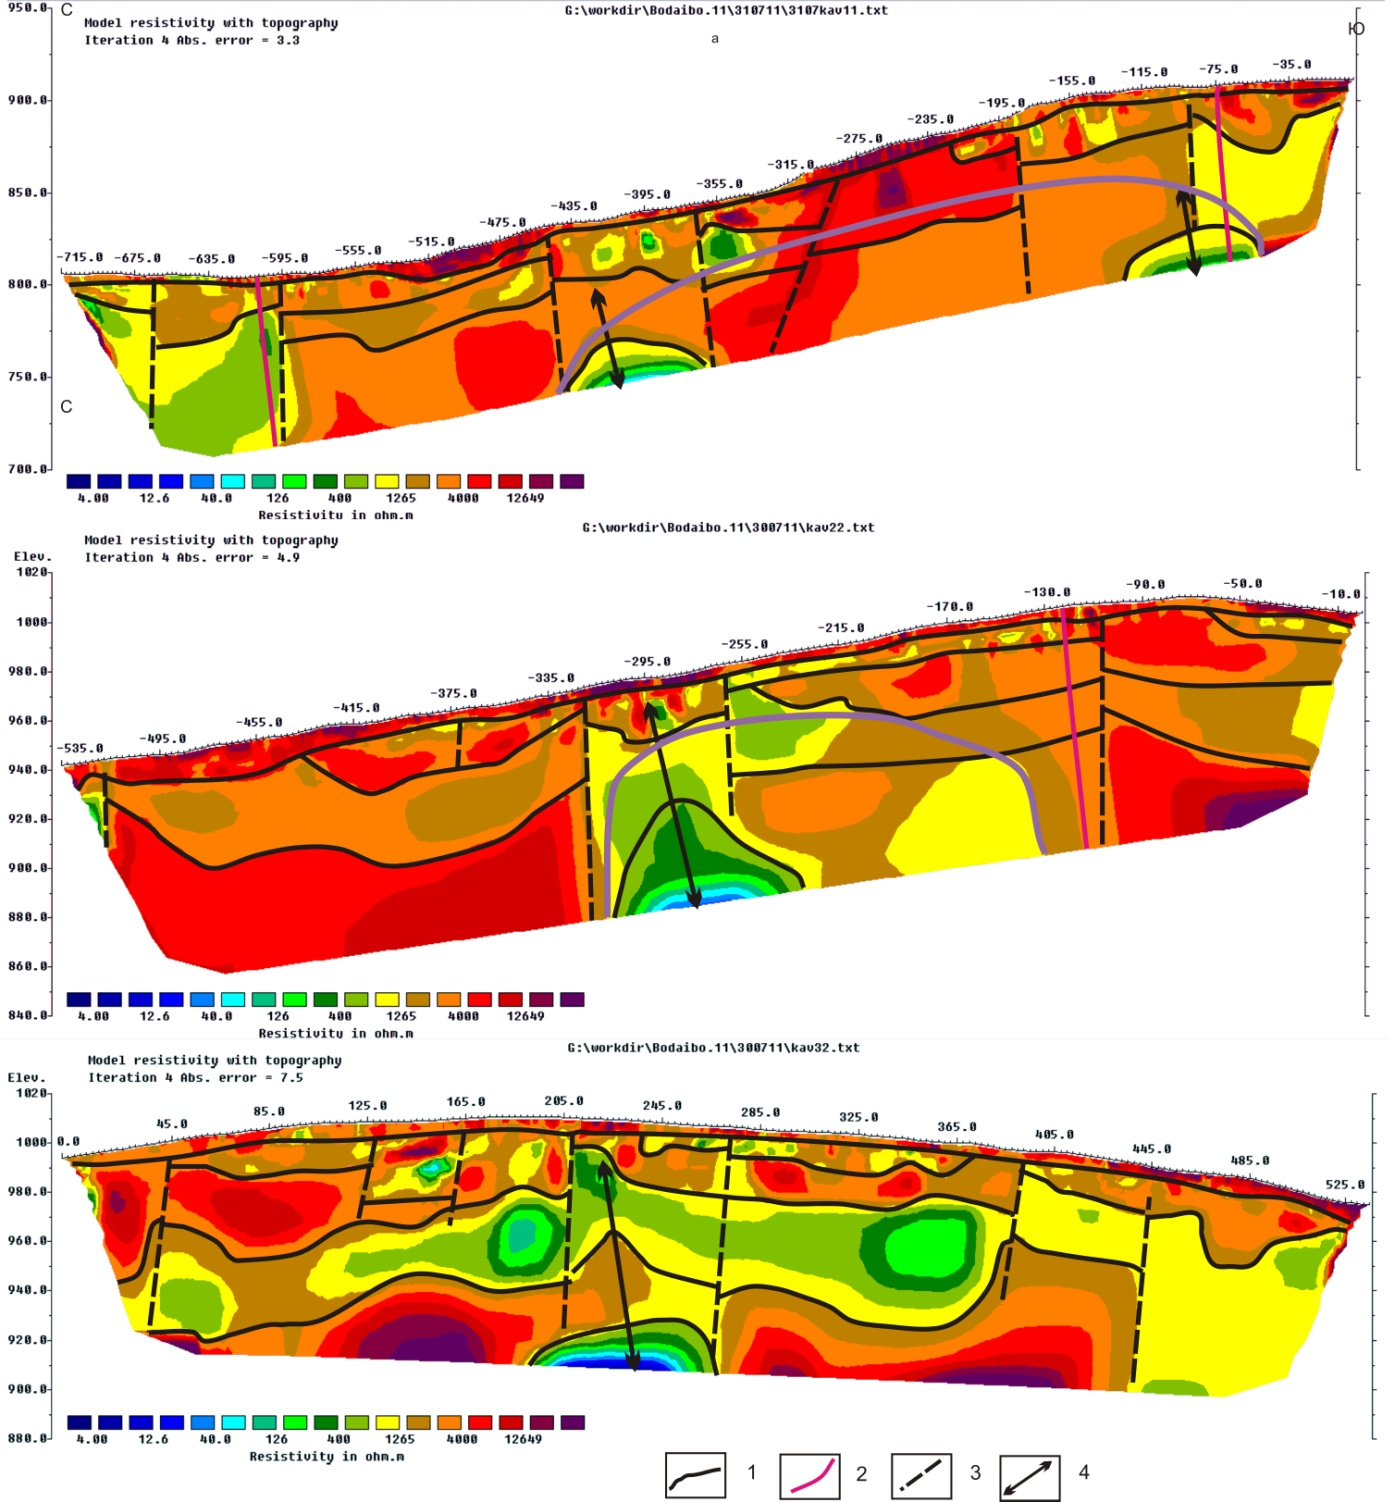 950.0
С
G:\workdir\Bodaibo.11\310711\3107kav11.txt
Model resistivity with topography
Iteration 4 Abs. error = 3.3
а
Ю
-35.0
-75.0
-115.0
-155.0
900.0
-195.0
-235.0
-275.0
-315.0
850.0
-355.0
-395.0
-435.0
-475.0
-515.0
-555.0
-715.0 -675.0 -635.0 -595.0
800.0
750.0
С
700.0
4.00 12.6 40.0 126 400 1265 4000 12649
Resistivity in ohm.m
G:\workdir\Bodaibo.11\300711\kav22.txt
Model resistivity with topography
Elev. Iteration 4 Abs. error = 4.9
1020
-90.0 -50.0
-130.0 -10.0
-170.0
1000
-215.0
-255.0
-295.0
980.0
-335.0
-375.0
-415.0
960.0
-455.0
-495.0
-535.0
940.0
920.0
900.0
880.0
860.0
840.0
4.00 12.6 40.0 126 400 1265 4000 12649
Resistivity in ohm.m
G:\workdir\Bodaibo.11\300711\kav32.txt
Model resistivity with topography
Elev. Iteration 4 Abs. error = 7.5
1020
0.0 45.0 85.0 125.0 165.0 205.0 245.0 285.0 325.0 365.0 405.0 445.0 485.0 525.0
1000
980.0
960.0
940.0
920.0
900.0
880.0
4.00 12.6 40.0 126 400 1265 4000 12649
Resistivity in ohm.m
1 2 3 4